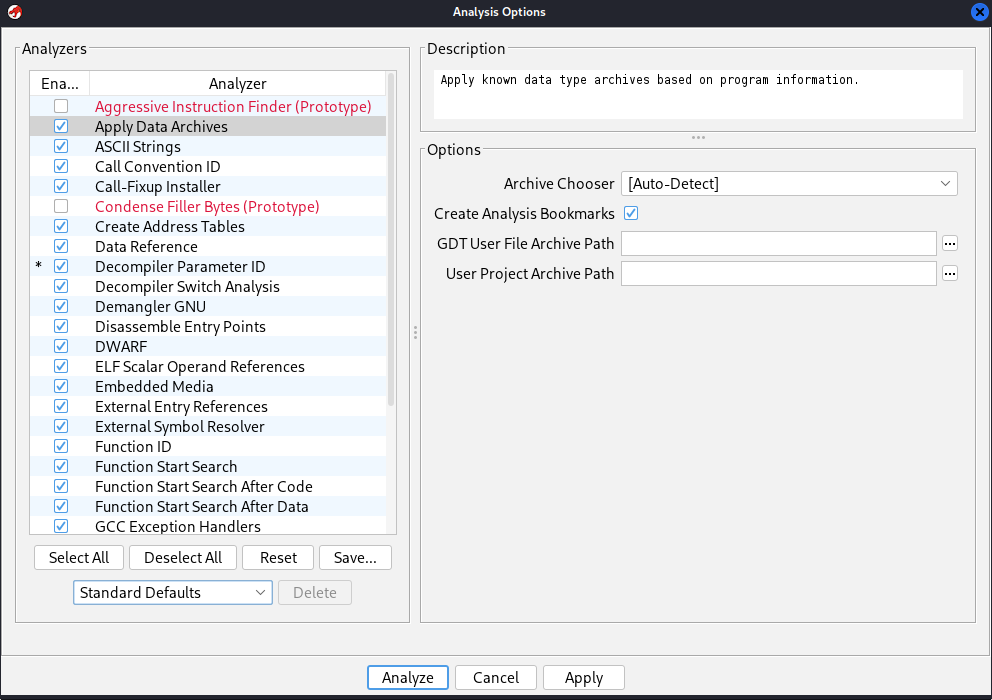 Analysis Options
Analyzers
Ena... Analyzer
Aggressive Instruction Finder (Prototype)
Apply Data Archives
ASCII Strings
Call Convention ID
Call-Fixup Installer
Condense Filler Bytes (Prototype)
Create Address Tables
Data Reference
* Decompiler Parameter ID
Decompiler Switch Analysis
Demangler GNU
Disassemble Entry Points
DWARF
ELF Scalar Operand References
Embedded Media
External Entry References
External Symbol Resolver
Function ID
Function Start Search
Function Start Search After Code
Function Start Search After Data
GCC Exception Handlers
Select All Deselect All Reset Save...
Standard Defaults Delete
Description
Apply known data type archives based on program information.
Options
Archive Chooser [Auto-Detect]
Create Analysis Bookmarks
GDT User File Archive Path ...
User Project Archive Path ...
Analyze Cancel Apply